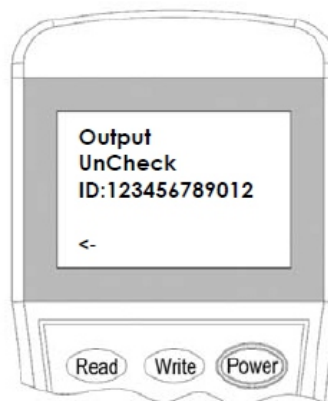 Output
UnCheck
ID:123456789012
<-
Read Write Power